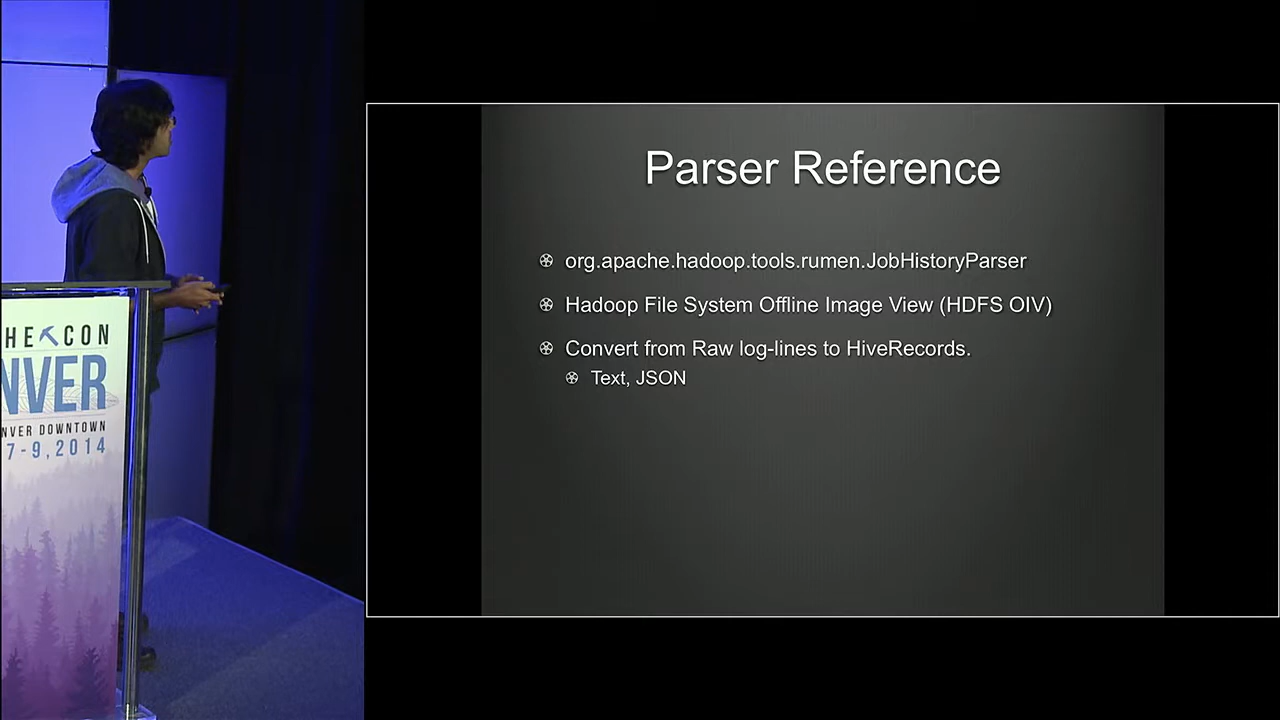 HE CON
NVER
NVER DOWNTOWN
7-9, 2014
Parser Reference
org.apache.hadoop.tools.rumen.JobHistoryParser
Hadoop File System Offline Image View (HDFS OIV)
Convert from Raw log-lines to HiveRecords.
Text, JSON